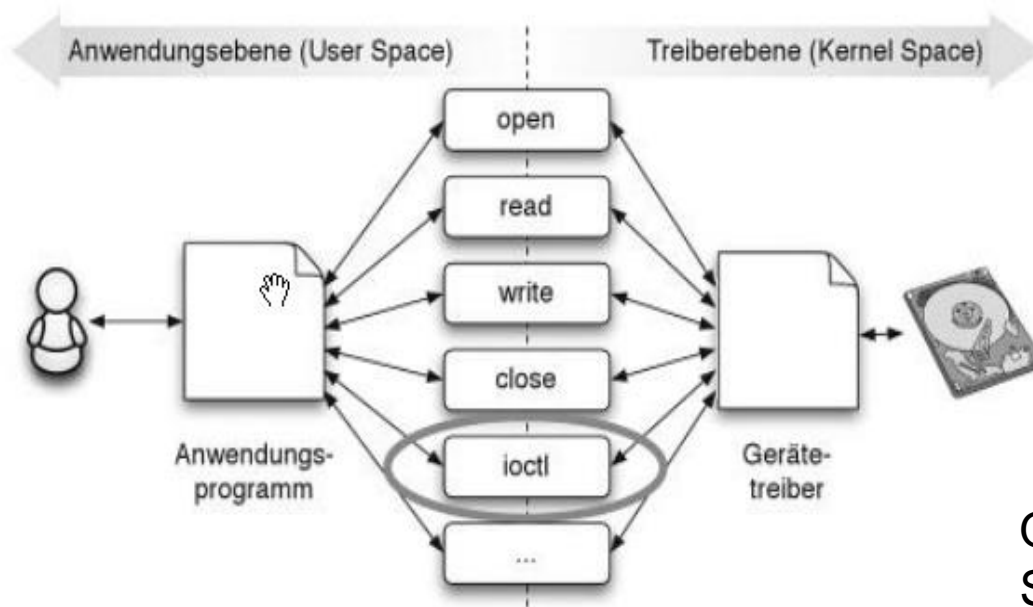 Anwendungsebene (User Space)
Treiberebene (Kernel Space)
open
read
write
close
ioctl
...
Anwendungs-
programm
Geräte-
treiber